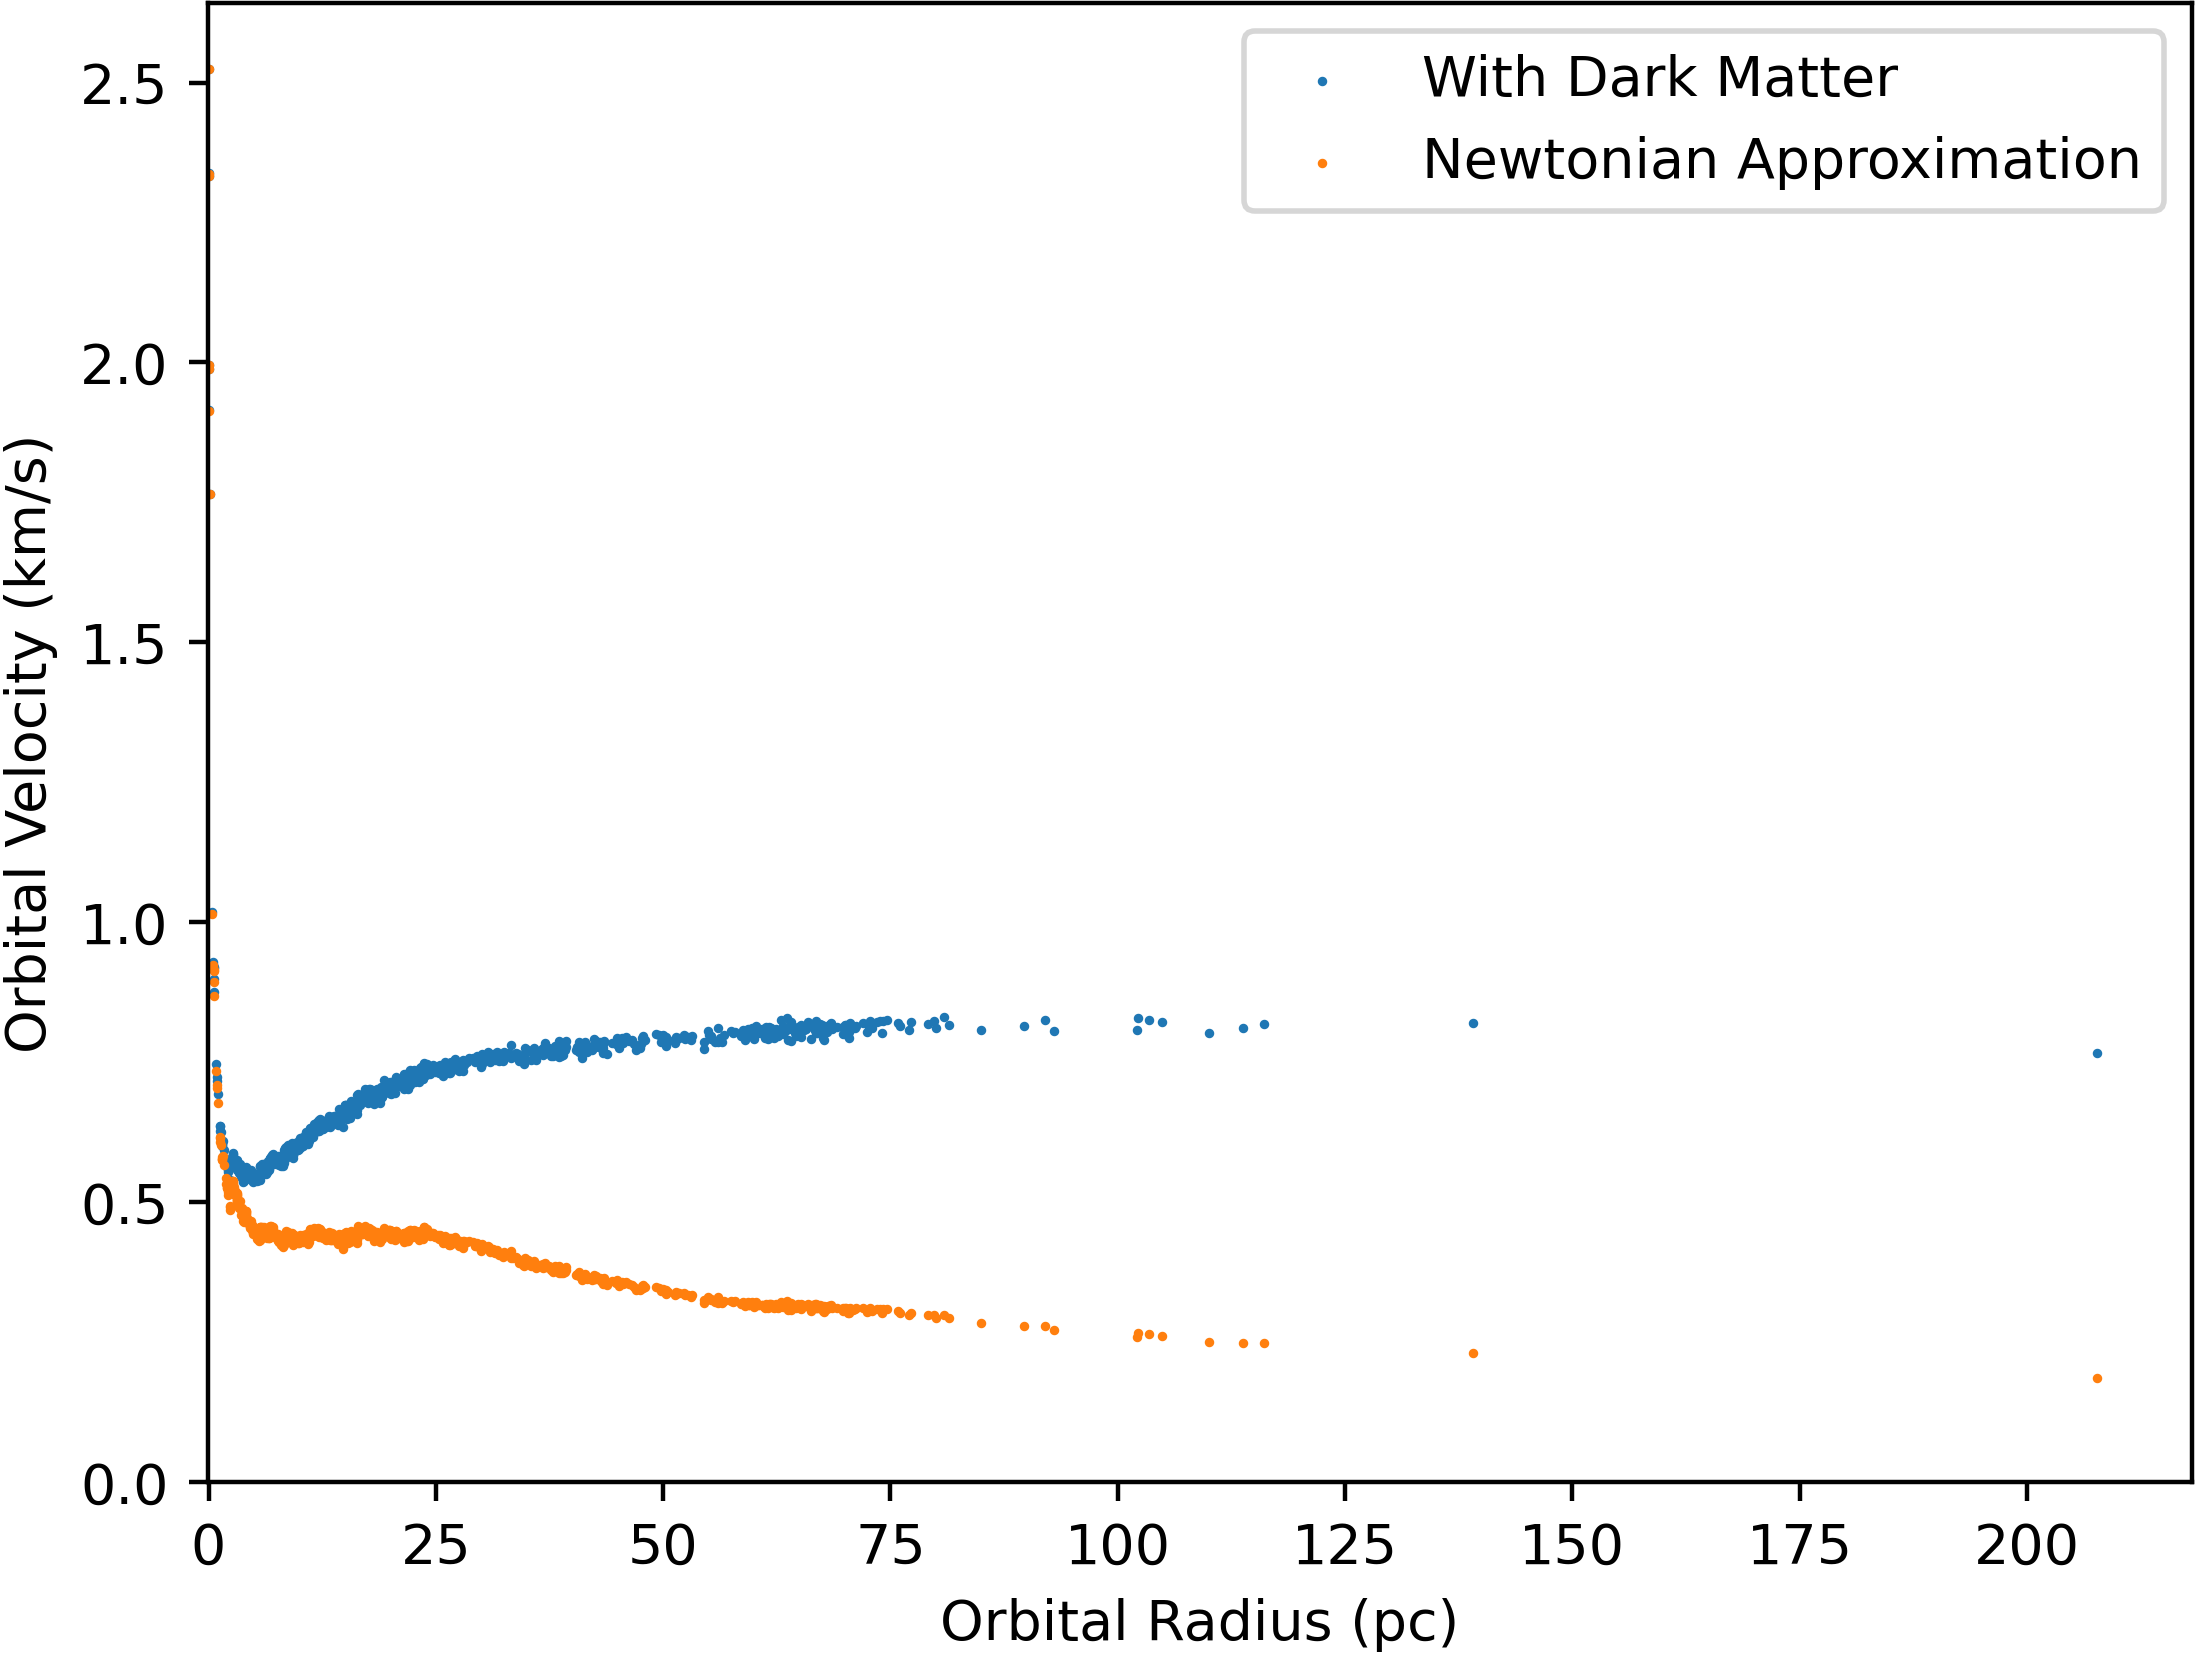 With Dark Matter
Newtonian Approximation
2.5
2.0
1.5
1.0
0.5
0.0
Orbital Velocity (km/s)
0 25 50 75 100 125 150 175 200
Orbital Radius (pc)